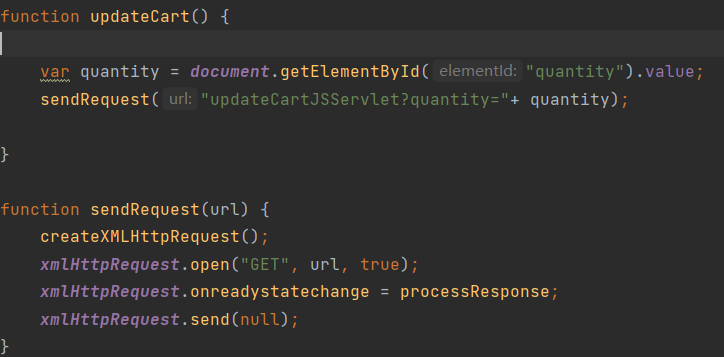 function updateCart() {
var quantity = document.getElementById( elementId: "quantity").value;
sendRequest( url: "updateCartJSServlet?quantity="+ quantity);
}
function sendRequest(url) {
createXMLHttpRequest();
xmlHttpRequest.open("GET", url, true);
xmlHttpRequest.onreadystatechange = processResponse;
xmlHttpRequest.send(null);
}